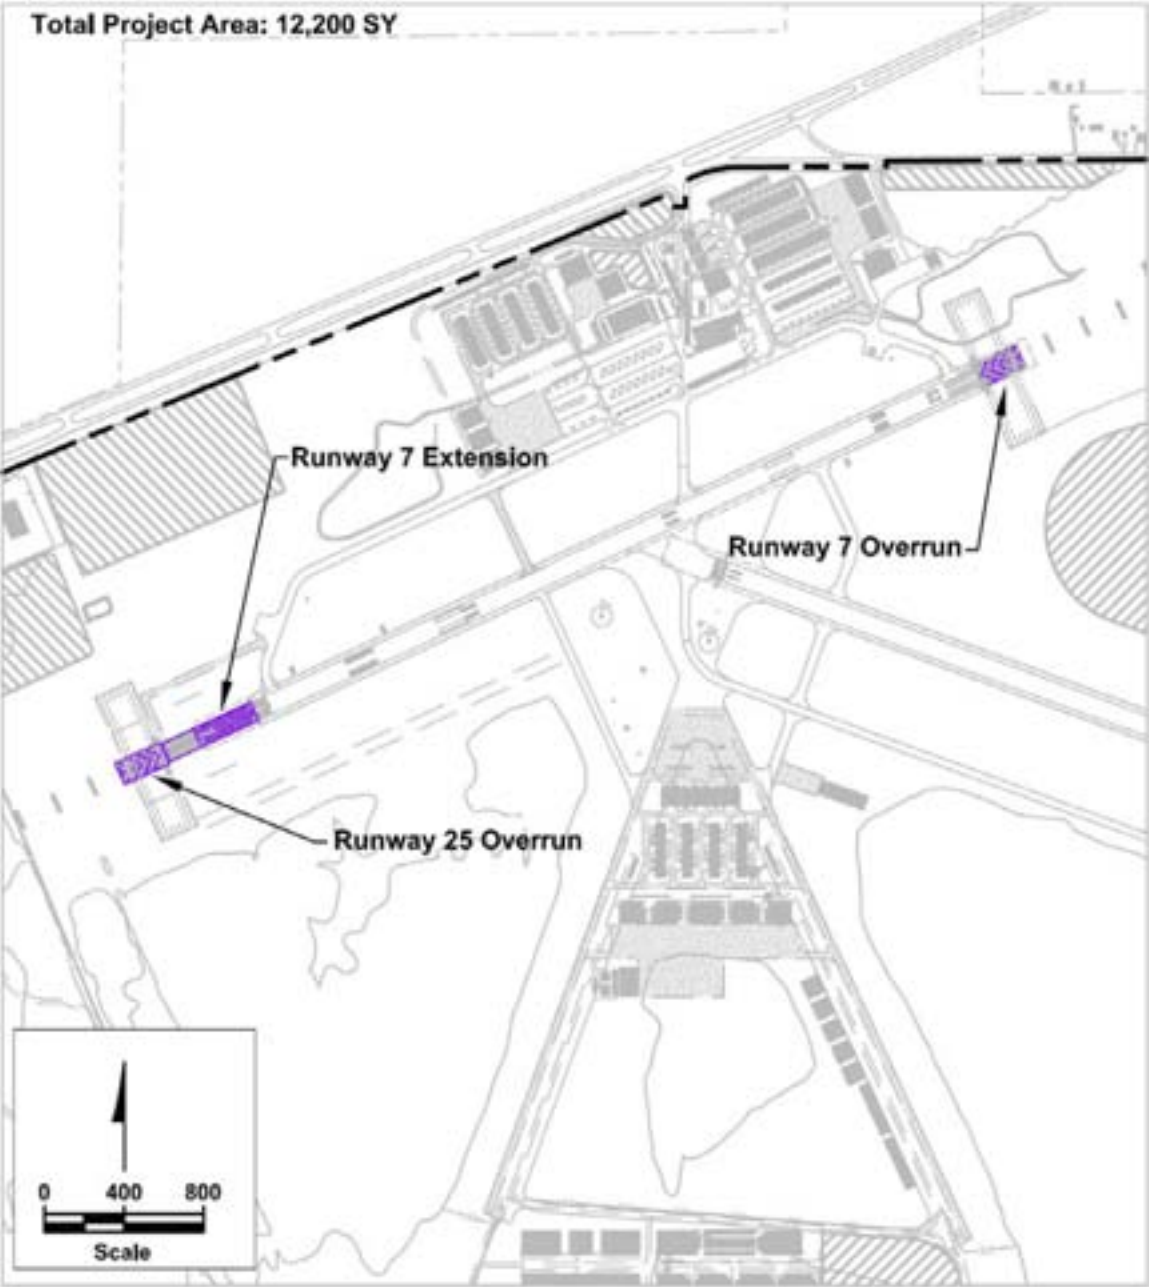 Total Project Area: 12,200 SY
Runway 7 Extension
Runway 7 Overrun
Runway 25 Overrun
0 400 800
Scale